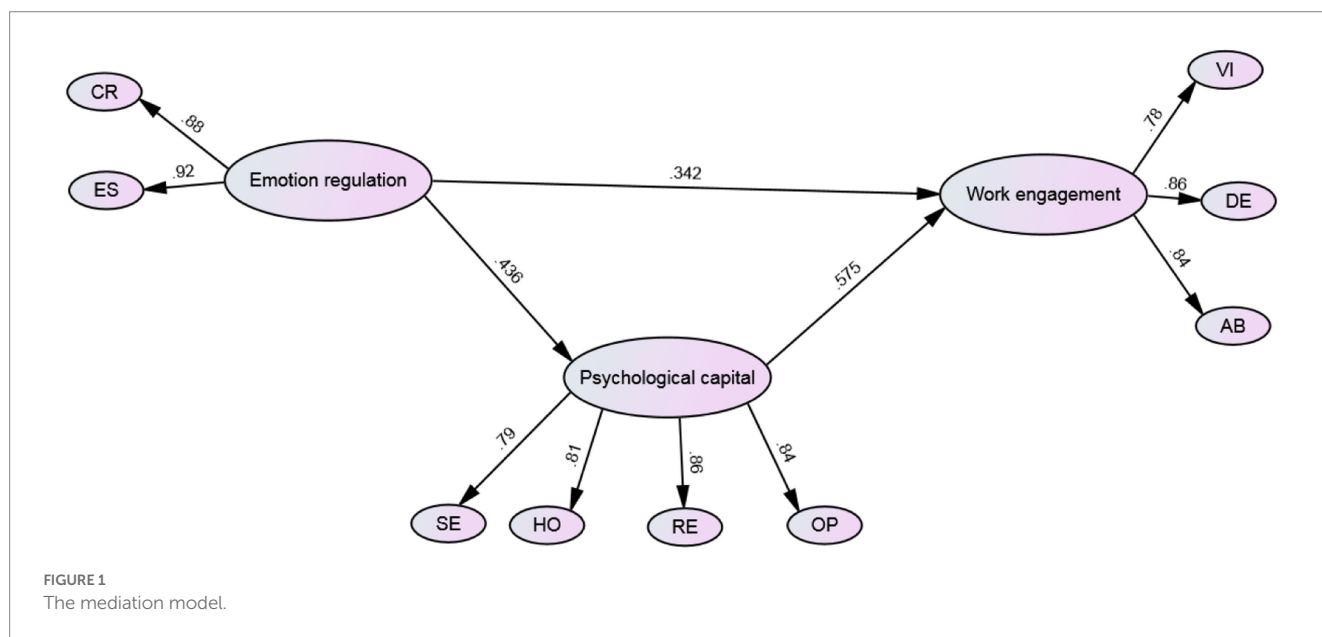 CR
.88
ES
.92
Emotion regulation
.342
Work engagement
VI
.78
.86
DE
.84
AB
.436
.575
Psychological capital
.79
.81
.86
.84
SE
HO
RE
OP
FIGURE 1
The mediation model.